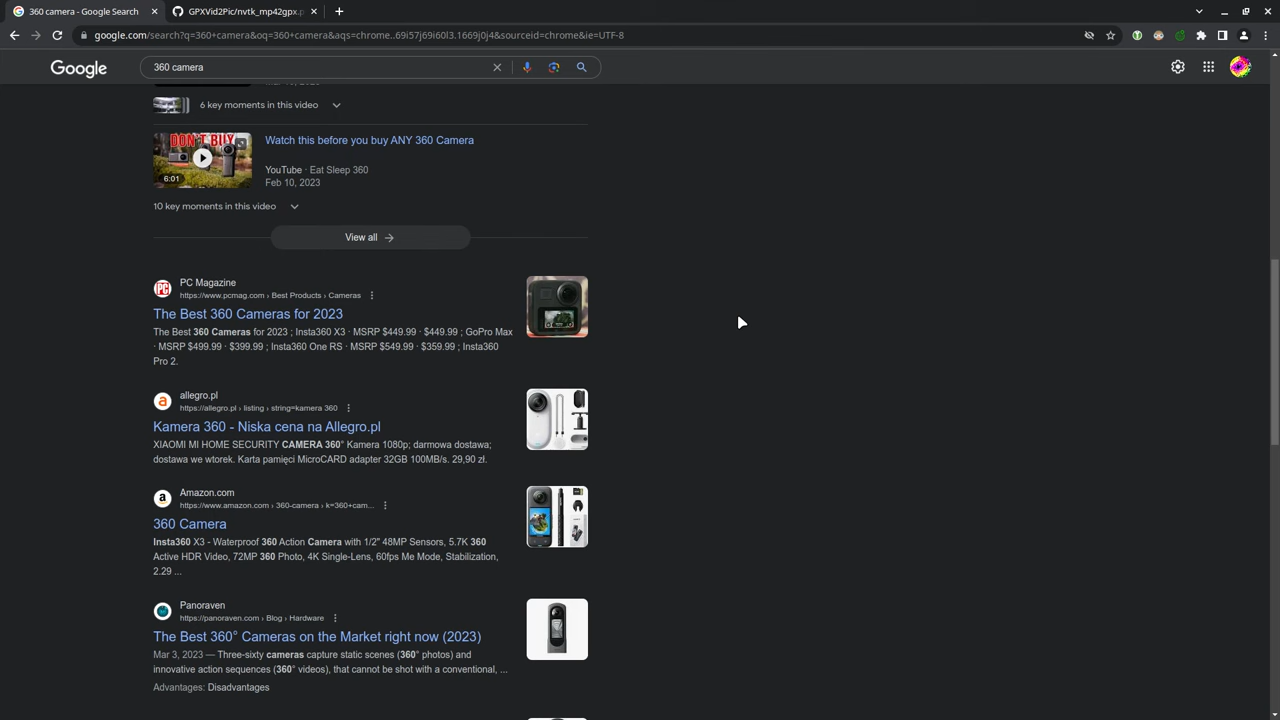 360 camera - Google Search
GPXVid2Pic/nvtk_mp42gpx.p
google.com/search?q=360+camera&oq=360+camera&aqs=chrome..69i57j69i60l3.1669j0j4&sourceid=chrome&ie=UTF-8
Google
360 camera
6 key moments in this video
DON'T BUY
6:01
Watch this before you buy ANY 360 Camera
YouTube · Eat Sleep 360
Feb 10, 2023
10 key moments in this video
View all
PC Magazine
https://www.pcmag.com › Best Products › Cameras
The Best 360 Cameras for 2023
The Best 360 Cameras for 2023 ; Insta360 X3 · MSRP $449.99 · $449.99 ; GoPro Max
· MSRP $499.99 · $399.99 ; Insta360 One RS · MSRP $549.99 · $359.99 ; Insta360
Pro 2.
allegro.pl
https://allegro.pl › listing › string=kamera 360
Kamera 360 - Niska cena na Allegro.pl
XIAOMI MI HOME SECURITY CAMERA 360° Kamera 1080p; darmowa dostawa;
dostawa we wtorek. Karta pamięci MicroCARD adapter 32GB 100MB/s. 29,90 zł.
Amazon.com
https://www.amazon.com › 360-camera › k=360+cam...
360 Camera
Insta360 X3 - Waterproof 360 Action Camera with 1/2" 48MP Sensors, 5.7K 360
Active HDR Video, 72MP 360 Photo, 4K Single-Lens, 60fps Me Mode, Stabilization,
2.29 ...
Panoraven
https://panoraven.com › Blog › Hardware
The Best 360° Cameras on the Market right now (2023)
Mar 3, 2023 — Three-sixty cameras capture static scenes (360° photos) and
innovative action sequences (360° videos), that cannot be shot with a conventional, ...
Advantages: Disadvantages